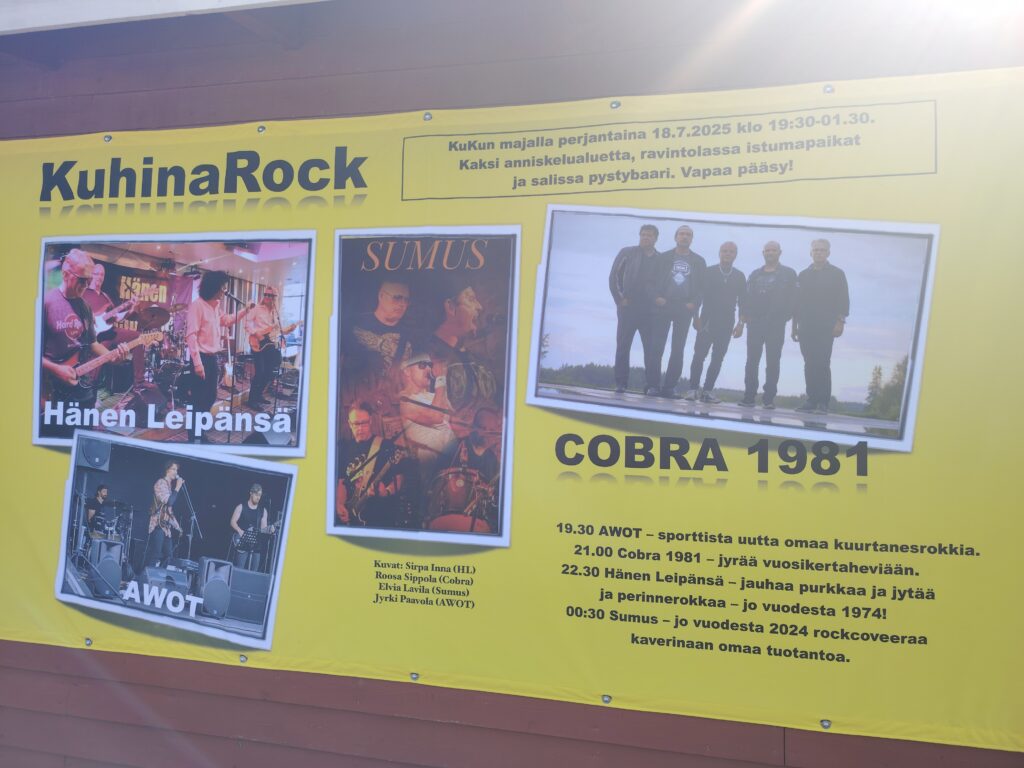 KuhinaRock
KuKun majalla perjantaina 18.7.2025 klo 19:30-01.30.
Kaksi anniskelualuetta, ravintolassa istumapaikat
ja salissa pystybaari. Vapaa pääsy!
Hänen
Hänen Leipänsä
SUMUS
COBRA 1981
AWOT
Kuvat: Sirpa Inna (HL)
Roosa Sippola (Cobra)
Elvia Lavila (Sumus)
Jyrki Paavola (AWOT)
19.30 AWOT – sporttista uutta omaa kuurtanesrokkia.
21.00 Cobra 1981 – jyrää vuosikertaheviään.
22.30 Hänen Leipänsä – jauhaa purkkaa ja jytää
ja perinnerokkaa – jo vuodesta 1974!
00:30 Sumus – jo vuodesta 2024 rockcoveeraa
kaverinaan omaa tuotantoa.